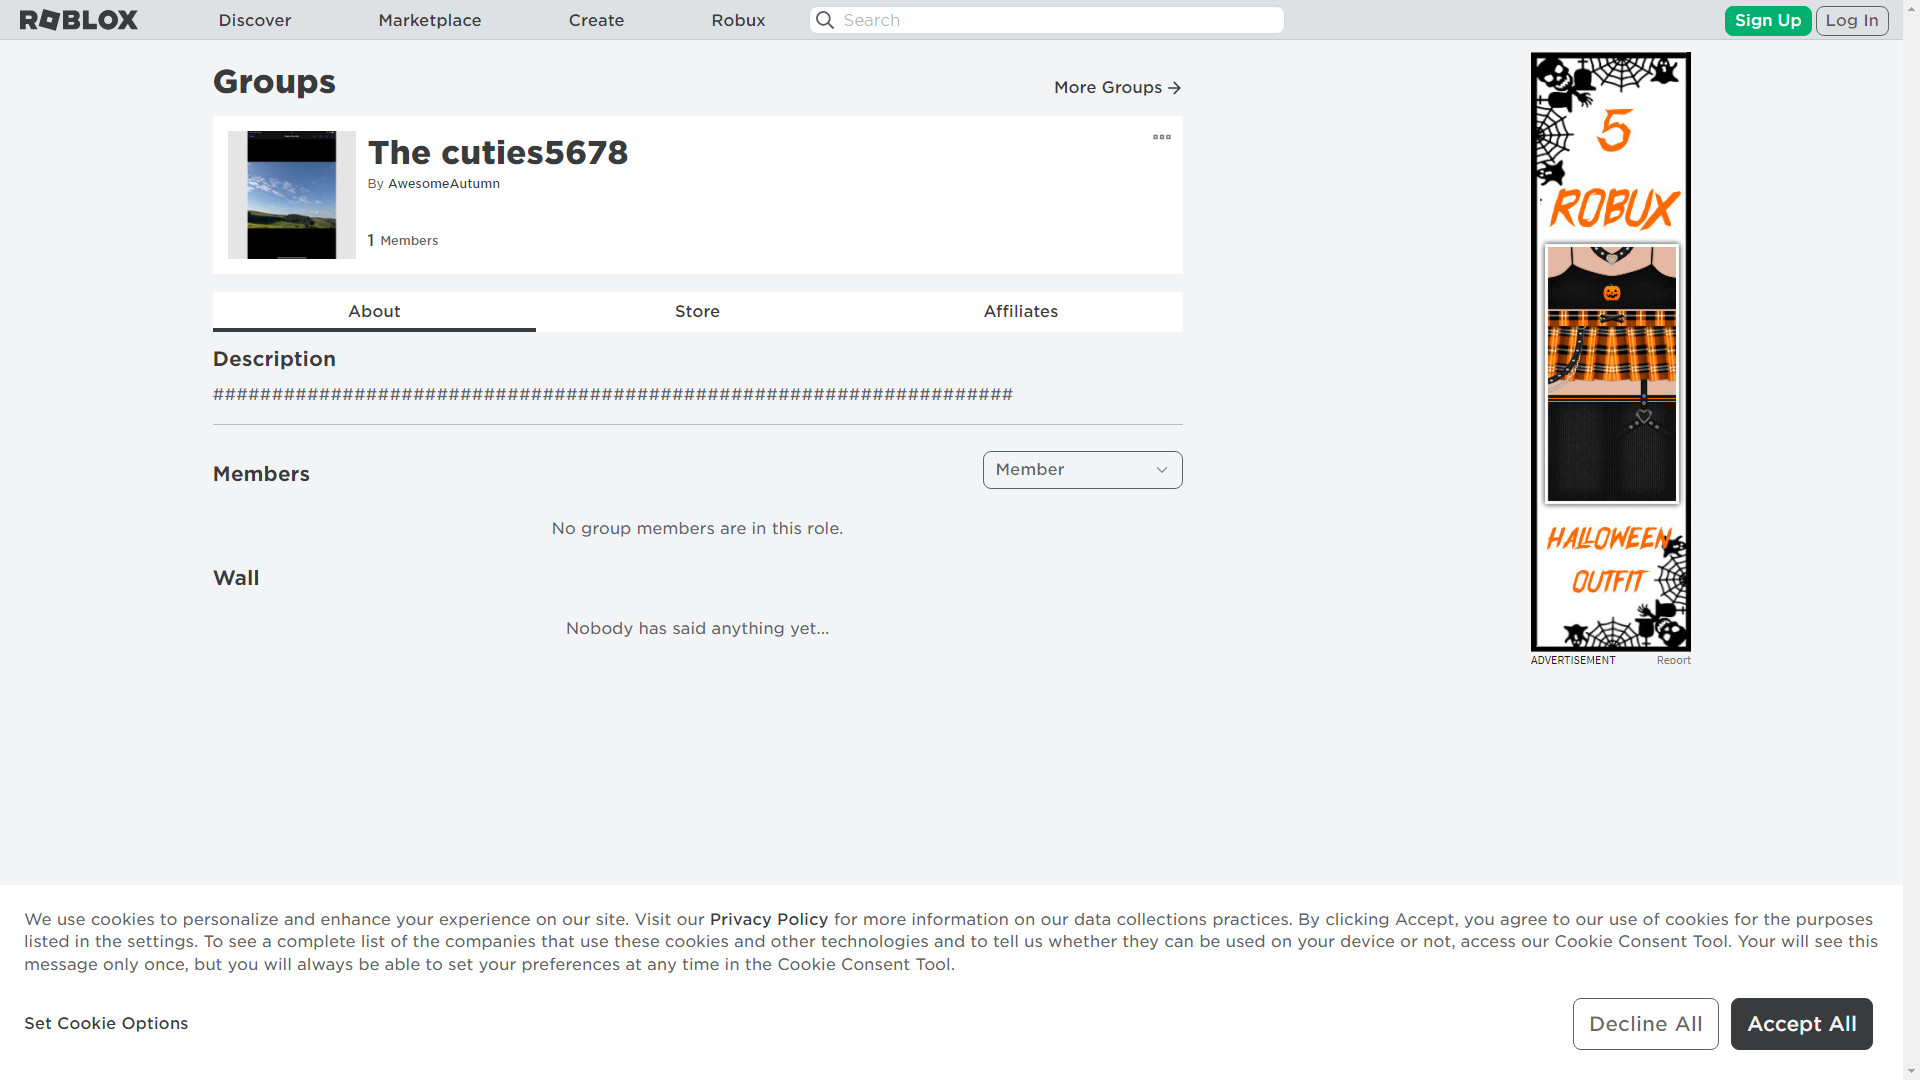 ROBLOX
Discover
Marketplace
Create
Robux
Search
Sign Up
Log In
Groups
More Groups
The cuties5678
By AwesomeAutumn
1 Members
About
Store
Affiliates
Description
####################################################################
Members
Member
No group members are in this role.
Wall
Nobody has said anything yet...
5
ROBUX
HALLOWEEN
OUTFIT
ADVERTISEMENT
Report
We use cookies to personalize and enhance your experience on our site. Visit our Privacy Policy for more information on our data collections practices. By clicking Accept, you agree to our use of cookies for the purposes
listed in the settings. To see a complete list of the companies that use these cookies and other technologies and to tell us whether they can be used on your device or not, access our Cookie Consent Tool. Your will see this
message only once, but you will always be able to set your preferences at any time in the Cookie Consent Tool.
Set Cookie Options
Decline All
Accept All